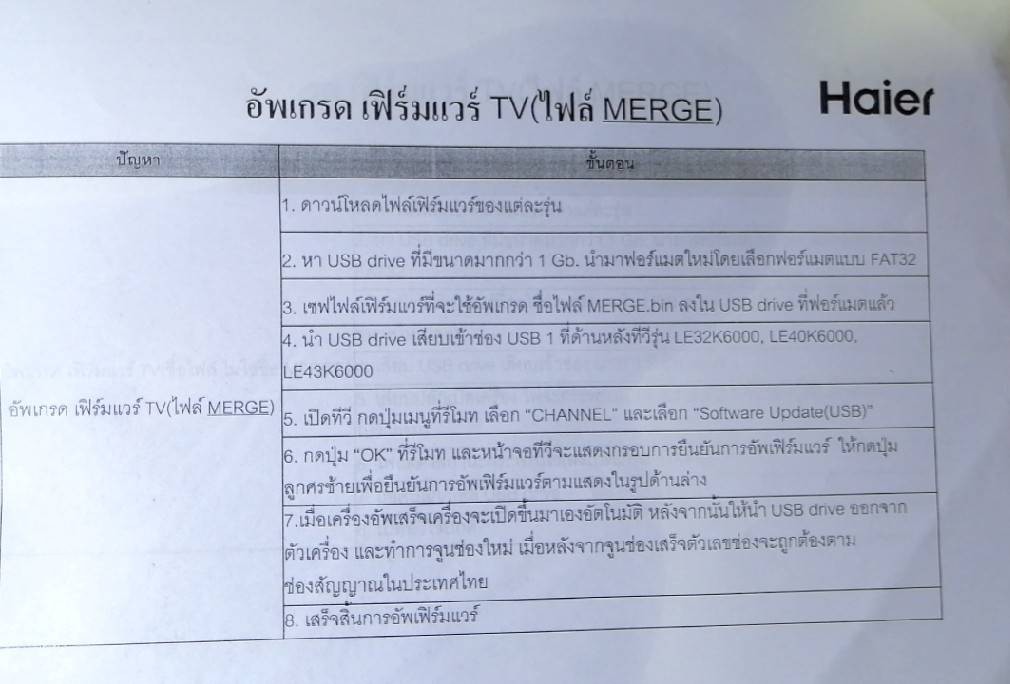 อัพเกรด เฟิร์มแวร์ TV(ไฟล์ MERGE)
Haier
ปัญหา
ขั้นตอน
อัพเกรด เฟิร์มแวร์ TV(ไฟล์ MERGE)
1. ดาวน์โหลดไฟล์เฟิร์มแวร์ของแต่ละรุ่น
2. หา USB drive ที่มีขนาดมากกว่า 1 Gb. นำมาฟอร์แมตใหม่โดยเลือกฟอร์แมตแบบ FAT32
3. เซฟไฟล์เฟิร์มแวร์ที่จะใช้อัพเกรด ชื่อไฟล์ MERGE.bin ลงใน USB drive ที่ฟอร์แมตแล้ว
4. นำ USB drive เสียบเข้าช่อง USB 1 ที่ด้านหลังทีวีรุ่น LE32K6000, LE40K6000,
LE43K6000
5. เปิดทีวี กดปุ่มเมนูที่รีโมท เลือก “CHANNEL” และเลือก “Software Update(USB)”
6. กดปุ่ม “OK” ที่รีโมท และหน้าจอทีวีจะแสดงกรอบการยืนยันการอัพเฟิร์มแวร์ ให้กดปุ่ม
ลูกศรซ้ายเพื่อยืนยันการอัพเฟิร์มแวร์ตามแสดงในรูปด้านล่าง
7.เมื่อเครื่องอัพเสร็จเครื่องจะเปิดขึ้นมาเองอัตโนมัติ หลังจากนั้นให้นำ USB drive ออกจาก
ตัวเครื่อง และทำการจูนช่องใหม่ เมื่อหลังจากจูนช่องเสร็จตัวเลขช่องจะถูกต้องตาม
ช่องสัญญาณในประเทศไทย
8. เสร็จสิ้นการอัพเฟิร์มแวร์